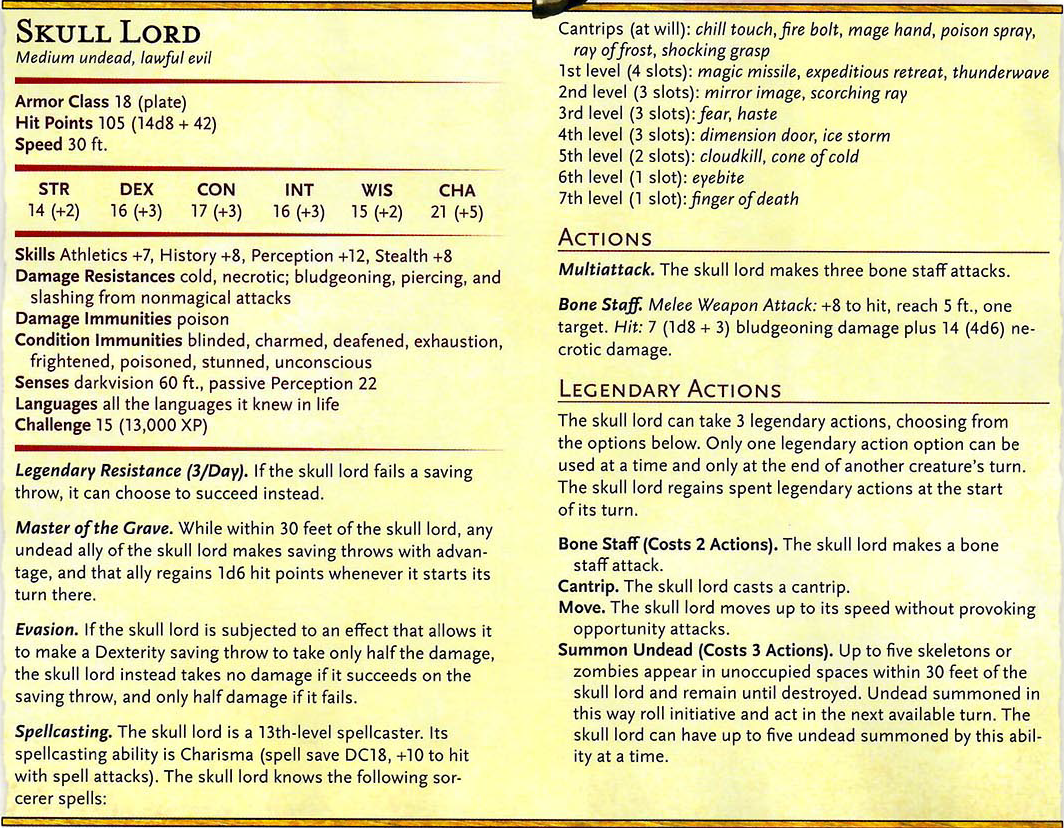 SKULL LORD
Medium undead, lawful evil
Armor Class 18 (plate)
Hit Points 105 (14d8 + 42)
Speed 30 ft.
STR DEX CON INT WIS CHA
14 (+2) 16 (+3) 17 (+3) 16 (+3) 15 (+2) 21 (+5)
Skills Athletics +7, History +8, Perception +12, Stealth +8
Damage Resistances cold, necrotic; bludgeoning, piercing, and
slashing from nonmagical attacks
Damage Immunities poison
Condition Immunities blinded, charmed, deafened, exhaustion,
frightened, poisoned, stunned, unconscious
Senses darkvision 60 ft., passive Perception 22
Languages all the languages it knew in life
Challenge 15 (13,000 XP)
Legendary Resistance (3/Day). If the skull lord fails a saving
throw, it can choose to succeed instead.
Master of the Grave. While within 30 feet of the skull lord, any
undead ally of the skull lord makes saving throws with advan-
tage, and that ally regains 1d6 hit points whenever it starts its
turn there.
Evasion. If the skull lord is subjected to an effect that allows it
to make a Dexterity saving throw to take only half the damage,
the skull lord instead takes no damage if it succeeds on the
saving throw, and only half damage if it fails.
Spellcasting. The skull lord is a 13th-level spellcaster. Its
spellcasting ability is Charisma (spell save DC18, +10 to hit
with spell attacks). The skull lord knows the following sor-
cerer spells:
Cantrips (at will): chill touch, fire bolt, mage hand, poison spray,
ray of frost, shocking grasp
1st level (4 slots): magic missile, expeditious retreat, thunderwave
2nd level (3 slots): mirror image, scorching ray
3rd level (3 slots): fear, haste
4th level (3 slots): dimension door, ice storm
5th level (2 slots): cloudkill, cone of cold
6th level (1 slot): eyebite
7th level (1 slot): finger of death
ACTIONS
Multiattack. The skull lord makes three bone staff attacks.
Bone Staff. Melee Weapon Attack: +8 to hit, reach 5 ft., one
target. Hit: 7 (1d8 + 3) bludgeoning damage plus 14 (4d6) ne-
crotic damage.
LEGENDARY ACTIONS
The skull lord can take 3 legendary actions, choosing from
the options below. Only one legendary action option can be
used at a time and only at the end of another creature's turn.
The skull lord regains spent legendary actions at the start
of its turn.
Bone Staff (Costs 2 Actions). The skull lord makes a bone
staff attack.
Cantrip. The skull lord casts a cantrip.
Move. The skull lord moves up to its speed without provoking
opportunity attacks.
Summon Undead (Costs 3 Actions). Up to five skeletons or
zombies appear in unoccupied spaces within 30 feet of the
skull lord and remain until destroyed. Undead summoned in
this way roll initiative and act in the next available turn. The
skull lord can have up to five undead summoned by this abil-
ity at a time.